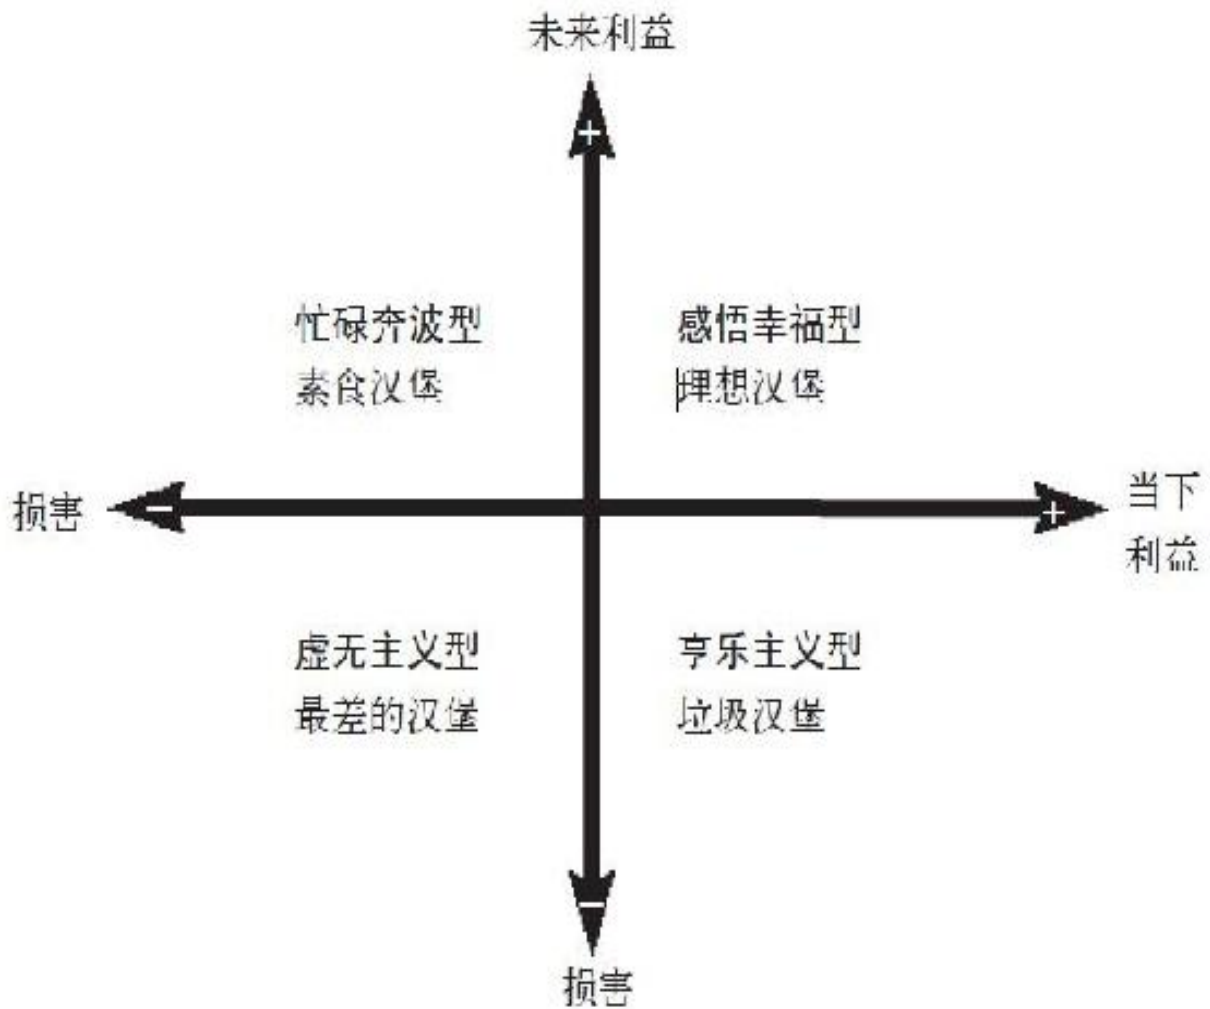 未来利益
忙碌奔波型
素食汉堡
感悟幸福型
理想汉堡
损害
当下
利益
虚无主义型
最差的汉堡
享乐主义型
垃圾汉堡
损害